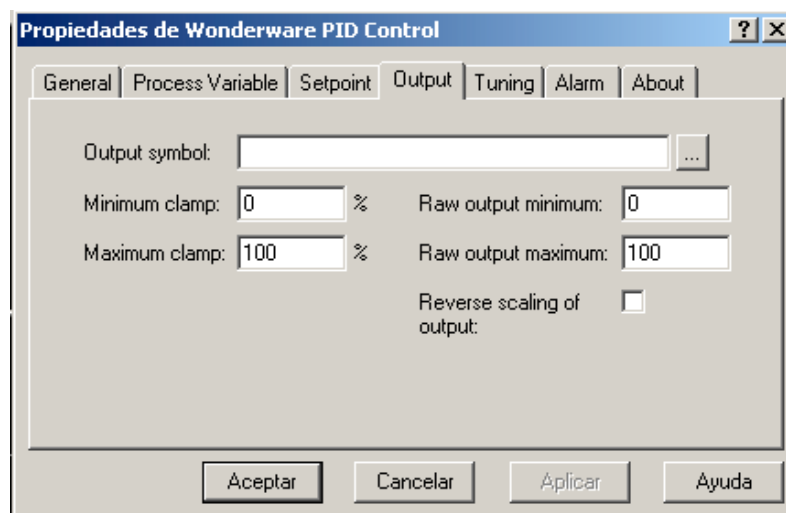 Propiedades de Wonderware PID Control
General Process Variable Setpoint Output Tuning Alarm About
Output symbol: ...
Minimum clamp: 0 % Raw output minimum: 0
Maximum clamp: 100 % Raw output maximum: 100
Reverse scaling of
output:
Aceptar Cancelar Aplicar Ayuda